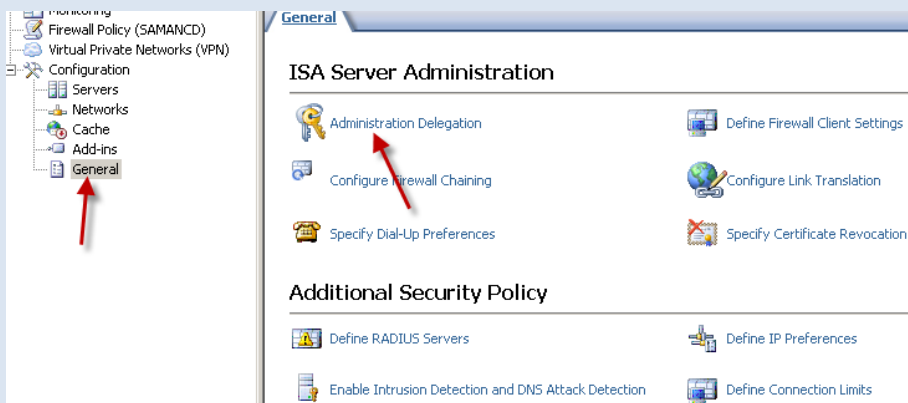 Monitoring
Firewall Policy (SAMANCD)
Virtual Private Networks (VPN)
Configuration
Servers
Networks
Cache
Add-ins
General
General
ISA Server Administration
Administration Delegation
Define Firewall Client Settings
Configure Firewall Chaining
Configure Link Translation
Specify Dial-Up Preferences
Specify Certificate Revocation
Additional Security Policy
Define RADIUS Servers
Define IP Preferences
Enable Intrusion Detection and DNS Attack Detection
Define Connection Limits